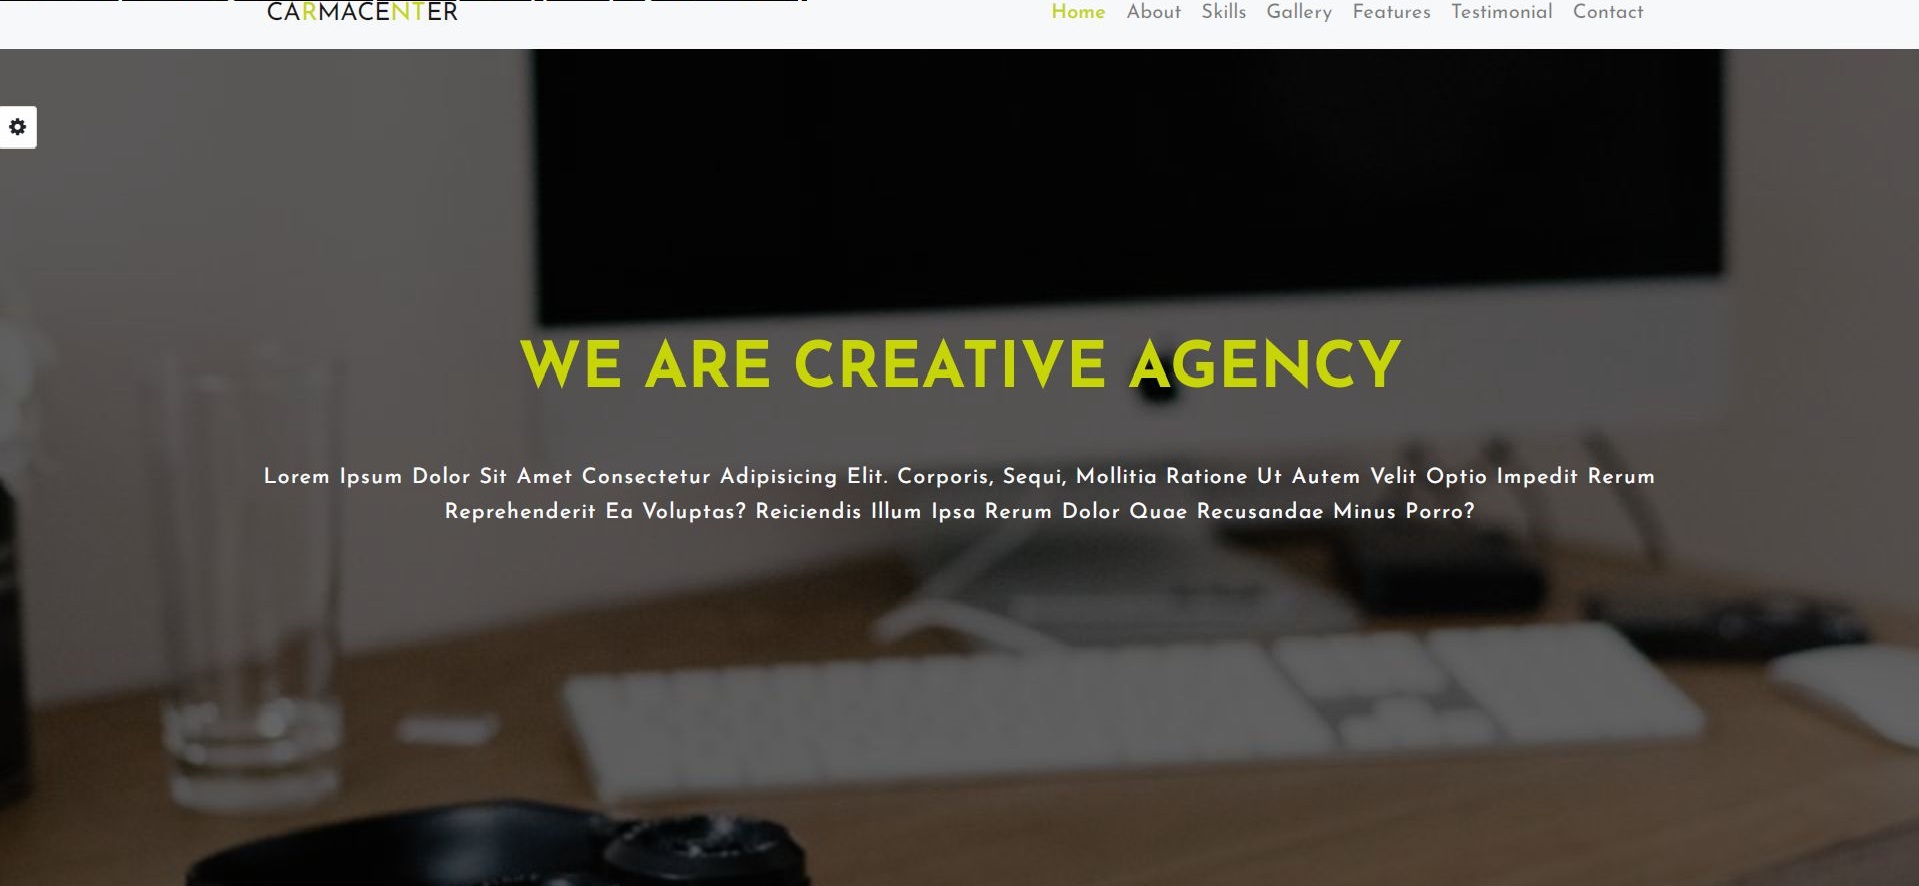 CARMACENTER
Home About Skills Gallery Features Testimonial Contact
WE ARE CREATIVE AGENCY
Lorem Ipsum Dolor Sit Amet Consectetur Adipisicing Elit. Corporis, Sequi, Mollitia Ratione Ut Autem Velit Optio Impedit Rerum
Reprehenderit Ea Voluptas? Reiciendis Illum Ipsa Rerum Dolor Quae Recusandae Minus Porro?